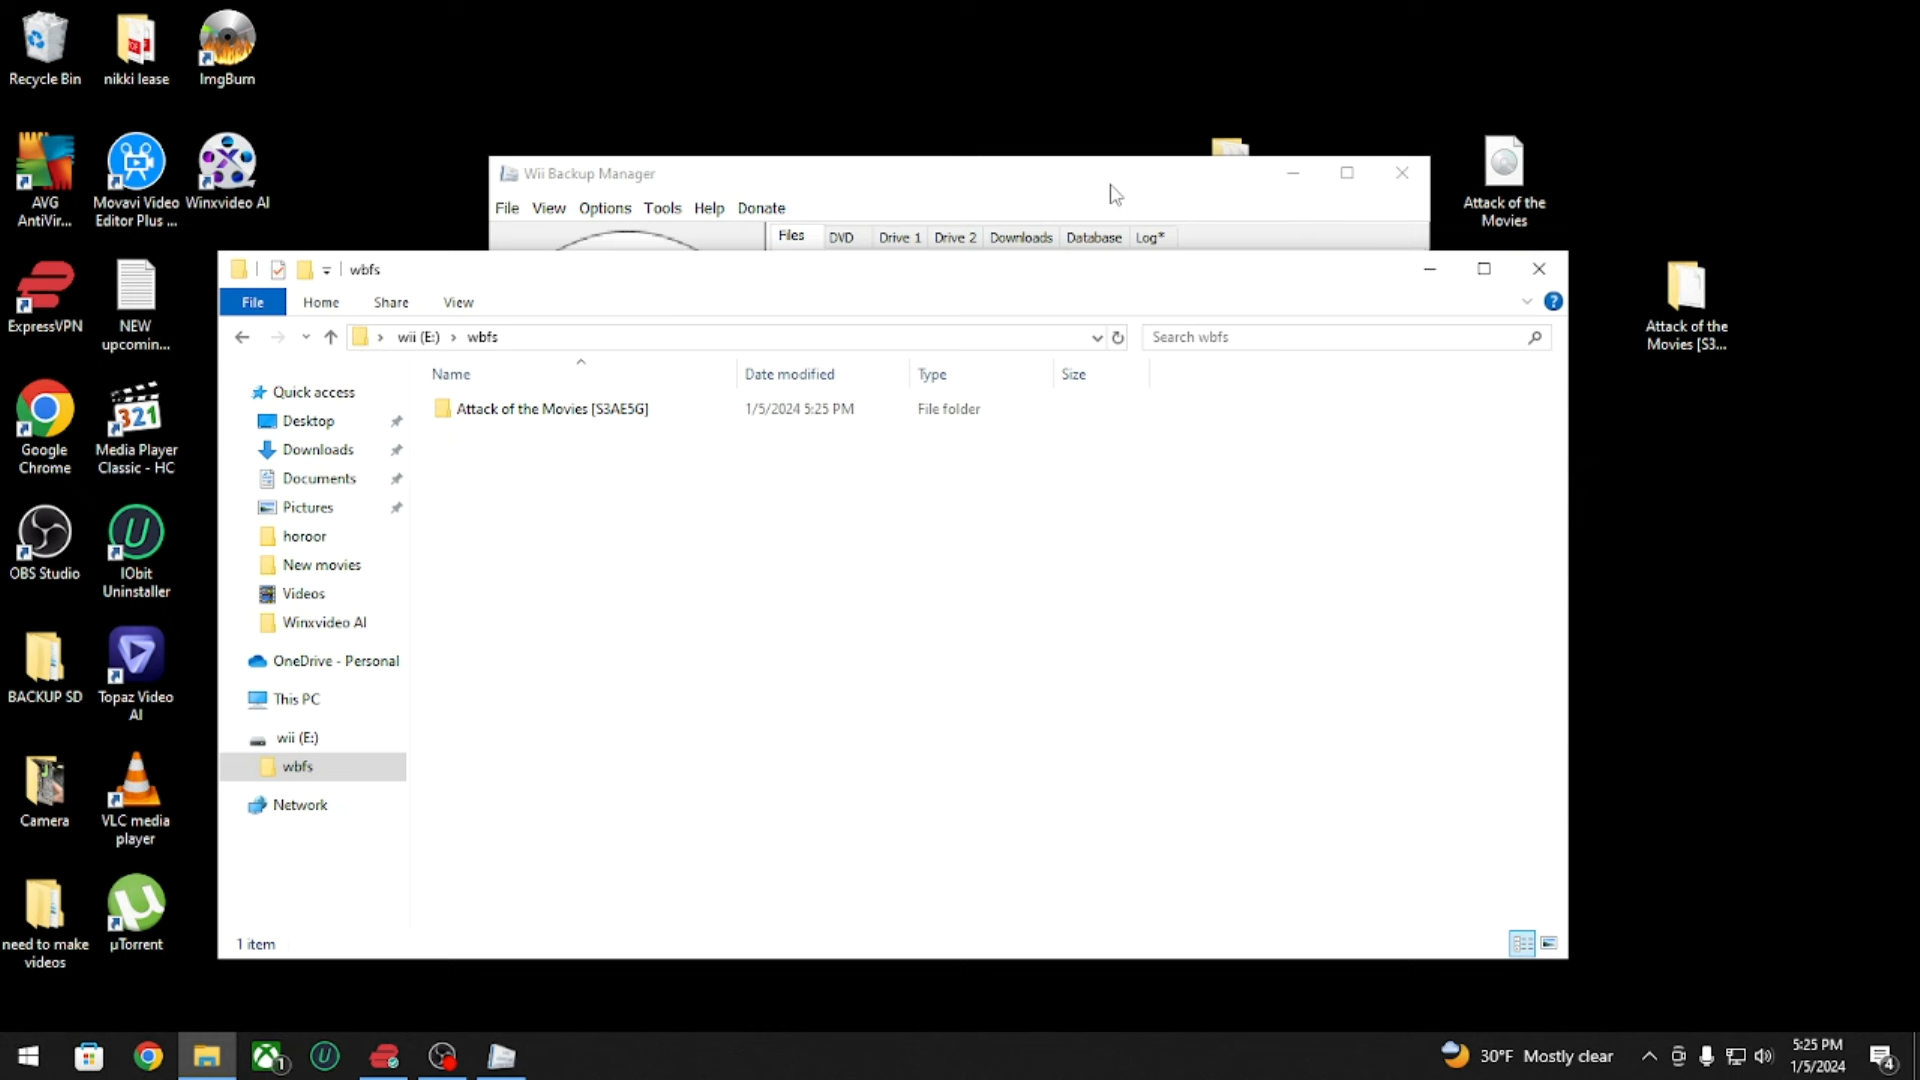 Recycle Bin
nikki lease
ImgBurn
AVG
AntiVir...
Movavi Video
Editor Plus ...
Winxvideo AI
ExpressVPN
NEW
upcomin...
Google
Chrome
Media Player
Classic - HC
OBS Studio
IObit
Uninstaller
BACKUP SD
Topaz Video
AI
Camera
VLC media
player
need to make
videos
µTorrent
Wii Backup Manager
File View Options Tools Help Donate
Files DVD Drive 1 Drive 2 Downloads Database Log*
Attack of the
Movies
Attack of the
Movies [S3...
wbfs
File Home Share View
wii (E:) wbfs
Search wbfs
Name Date modified Type Size
Attack of the Movies [S3AE5G] 1/5/2024 5:25 PM File folder
Quick access
Desktop
Downloads
Documents
Pictures
horoor
New movies
Videos
Winxvideo AI
OneDrive - Personal
This PC
wii (E:)
wbfs
Network
1 item
30°F Mostly clear
5:25 PM
1/5/2024
1
4